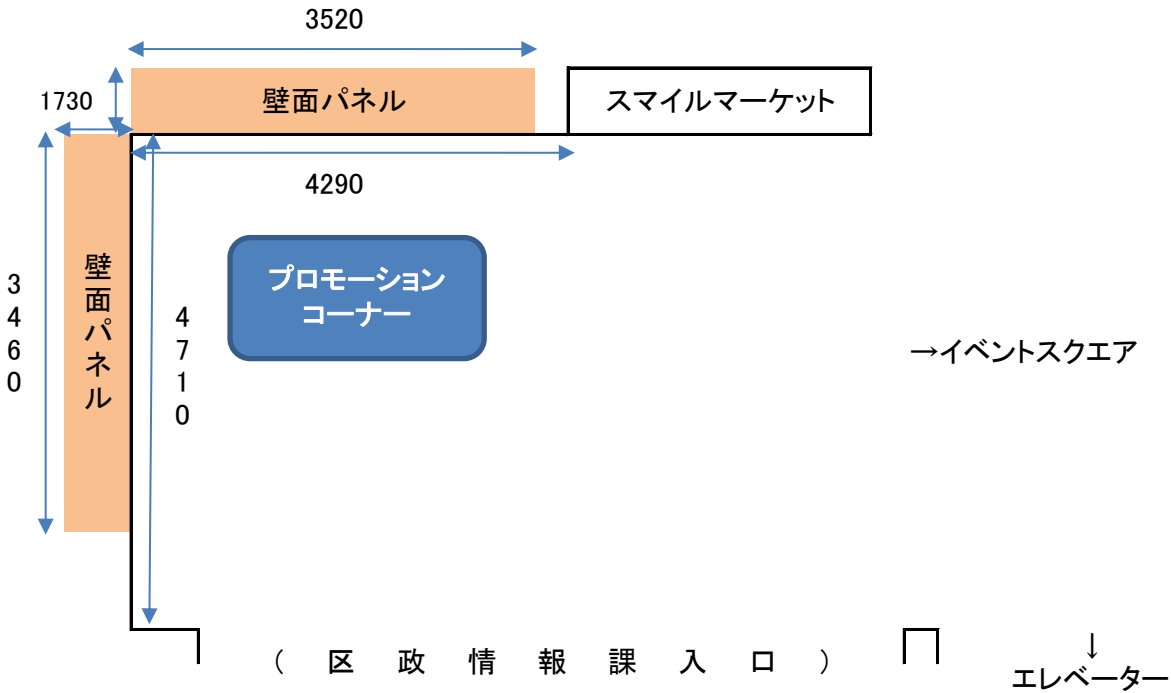 3520
1730
壁面パネル
スマイルマーケット
4290
プロモーション
コーナー
3460
壁面パネル
4710
→イベントスクエア
(区政情報課入口)
↓
エレベーター